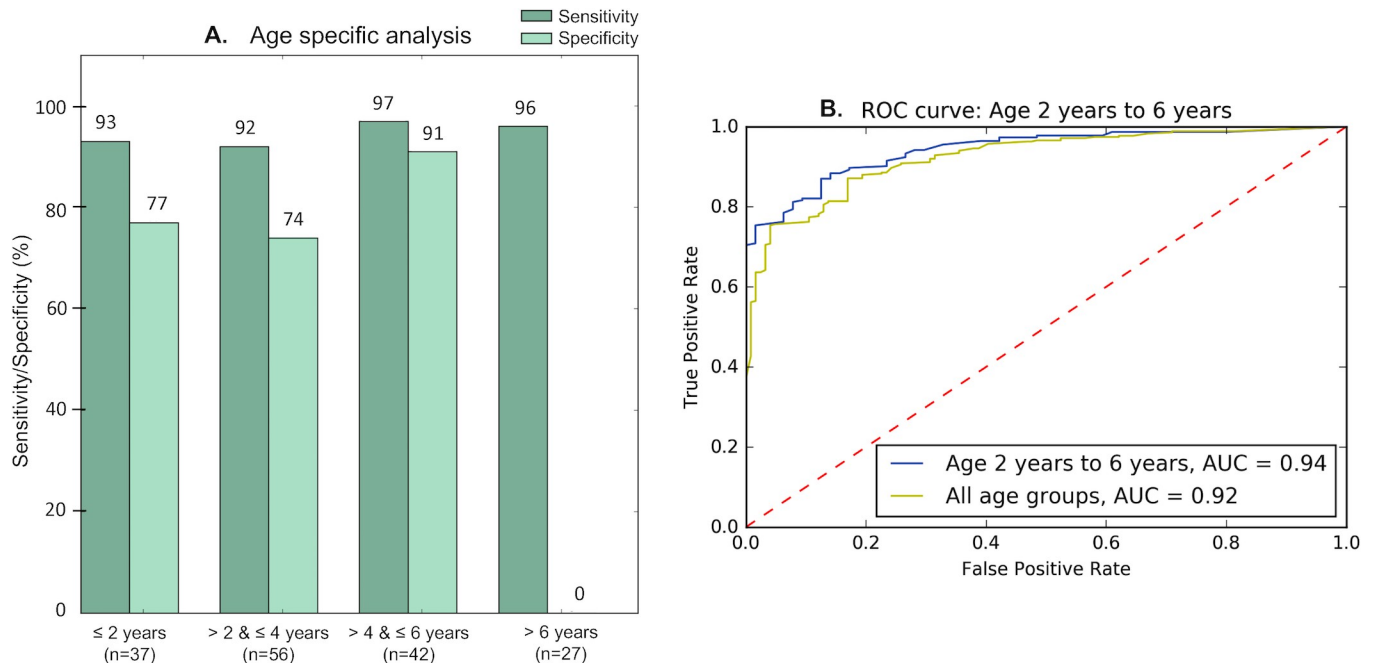 A. Age specific analysis
Sensitivity
Specificity
Sensitivity/Specificity (%)
100
80
60
40
20
0
93
77
92
74
97
91
96
0
≤ 2 years
(n=37)
> 2 & ≤ 4 years
(n=56)
> 4 & ≤ 6 years
(n=42)
> 6 years
(n=27)
B. ROC curve: Age 2 years to 6 years
True Positive Rate
1.0
0.8
0.6
0.4
0.2
0.0
0.0 0.2 0.4 0.6 0.8 1.0
False Positive Rate
Age 2 years to 6 years, AUC = 0.94
All age groups, AUC = 0.92